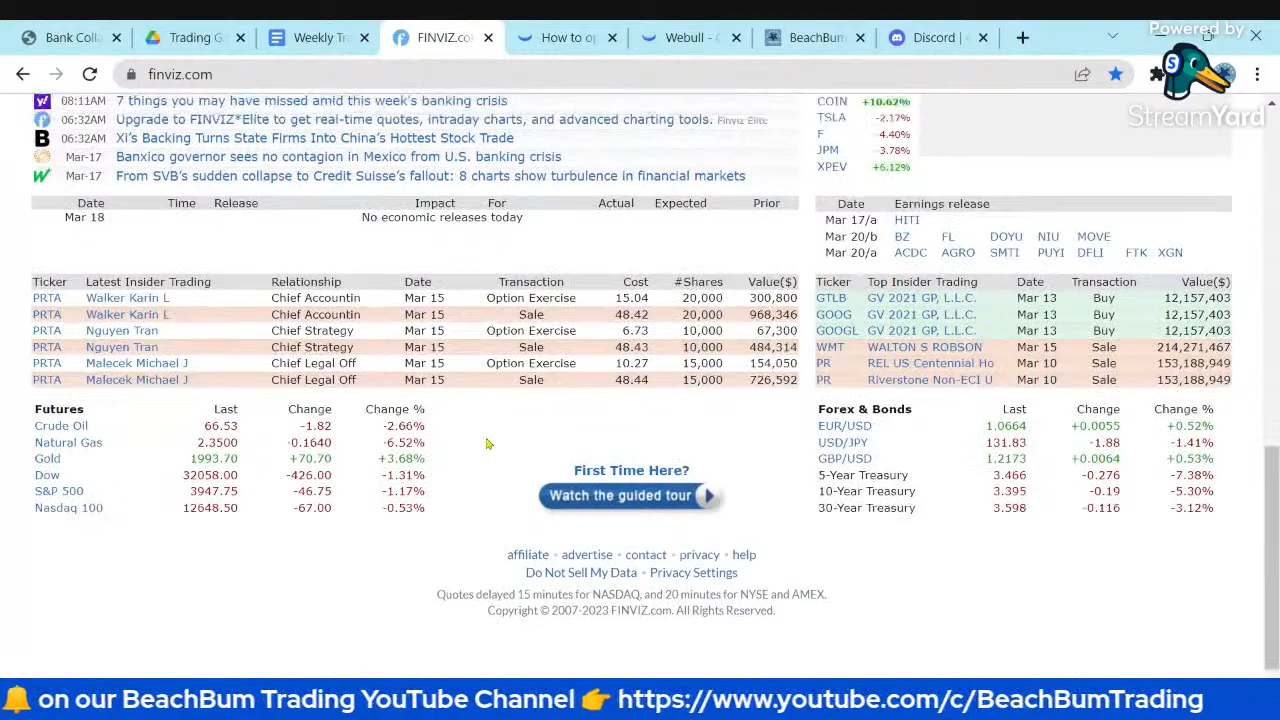 Powered by
StreamYard
Bank Colla
Trading G
Weekly Tr
FINVIZ.co
How to op
Webull -
BeachBum
Discord |
finviz.com
08:11AM 7 things you may have missed amid this week's banking crisis
06:32AM Upgrade to FINVIZ*Elite to get real-time quotes, intraday charts, and advanced charting tools. Finviz Elite
06:32AM Xi's Backing Turns State Firms Into China's Hottest Stock Trade
Mar-17 Banxico governor sees no contagion in Mexico from U.S. banking crisis
Mar-17 From SVB's sudden collapse to Credit Suisse's fallout: 8 charts show turbulence in financial markets
COIN +10.62%
TSLA -2.17%
F -4.40%
JPM -3.78%
XPEV +6.12%
Date Time Release Impact For Actual Expected Prior
Mar 18 No economic releases today
Date Earnings release
Mar 17/a HITI
Mar 20/b BZ FL DOYU NIU MOVE
Mar 20/a ACDC AGRO SMTI PUYI DFLI FTK XGN
Ticker Latest Insider Trading Relationship Date Transaction Cost #Shares Value($)
PRTA Walker Karin L Chief Accountin Mar 15 Option Exercise 15.04 20,000 300,800
PRTA Walker Karin L Chief Accountin Mar 15 Sale 48.42 20,000 968,346
PRTA Nguyen Tran Chief Strategy Mar 15 Option Exercise 6.73 10,000 67,300
PRTA Nguyen Tran Chief Strategy Mar 15 Sale 48.43 10,000 484,314
PRTA Malecek Michael J Chief Legal Off Mar 15 Option Exercise 10.27 15,000 154,050
PRTA Malecek Michael J Chief Legal Off Mar 15 Sale 48.44 15,000 726,592
Ticker Top Insider Trading Date Transaction Value($)
GTLB GV 2021 GP, L.L.C. Mar 13 Buy 12,157,403
GOOG GV 2021 GP, L.L.C. Mar 13 Buy 12,157,403
GOOGL GV 2021 GP, L.L.C. Mar 13 Buy 12,157,403
WMT WALTON S ROBSON Mar 15 Sale 214,271,467
PR REL US Centennial Ho Mar 10 Sale 153,188,949
PR Riverstone Non-ECI U Mar 10 Sale 153,188,949
Futures Last Change Change %
Crude Oil 66.53 -1.82 -2.66%
Natural Gas 2.3500 -0.1640 -6.52%
Gold 1993.70 +70.70 +3.68%
Dow 32058.00 -426.00 -1.31%
S&P 500 3947.75 -46.75 -1.17%
Nasdaq 100 12648.50 -67.00 -0.53%
First Time Here?
Watch the guided tour
Forex & Bonds Last Change Change %
EUR/USD 1.0664 +0.0055 +0.52%
USD/JPY 131.83 -1.88 -1.41%
GBP/USD 1.2173 +0.0064 +0.53%
5-Year Treasury 3.466 -0.276 -7.38%
10-Year Treasury 3.395 -0.19 -5.30%
30-Year Treasury 3.598 -0.116 -3.12%
affiliate • advertise • contact • privacy • help
Do Not Sell My Data • Privacy Settings
Quotes delayed 15 minutes for NASDAQ, and 20 minutes for NYSE and AMEX.
Copyright © 2007-2023 FINVIZ.com. All Rights Reserved.
🔔 on our BeachBum Trading YouTube Channel 👉 https://www.youtube.com/c/BeachBumTrading